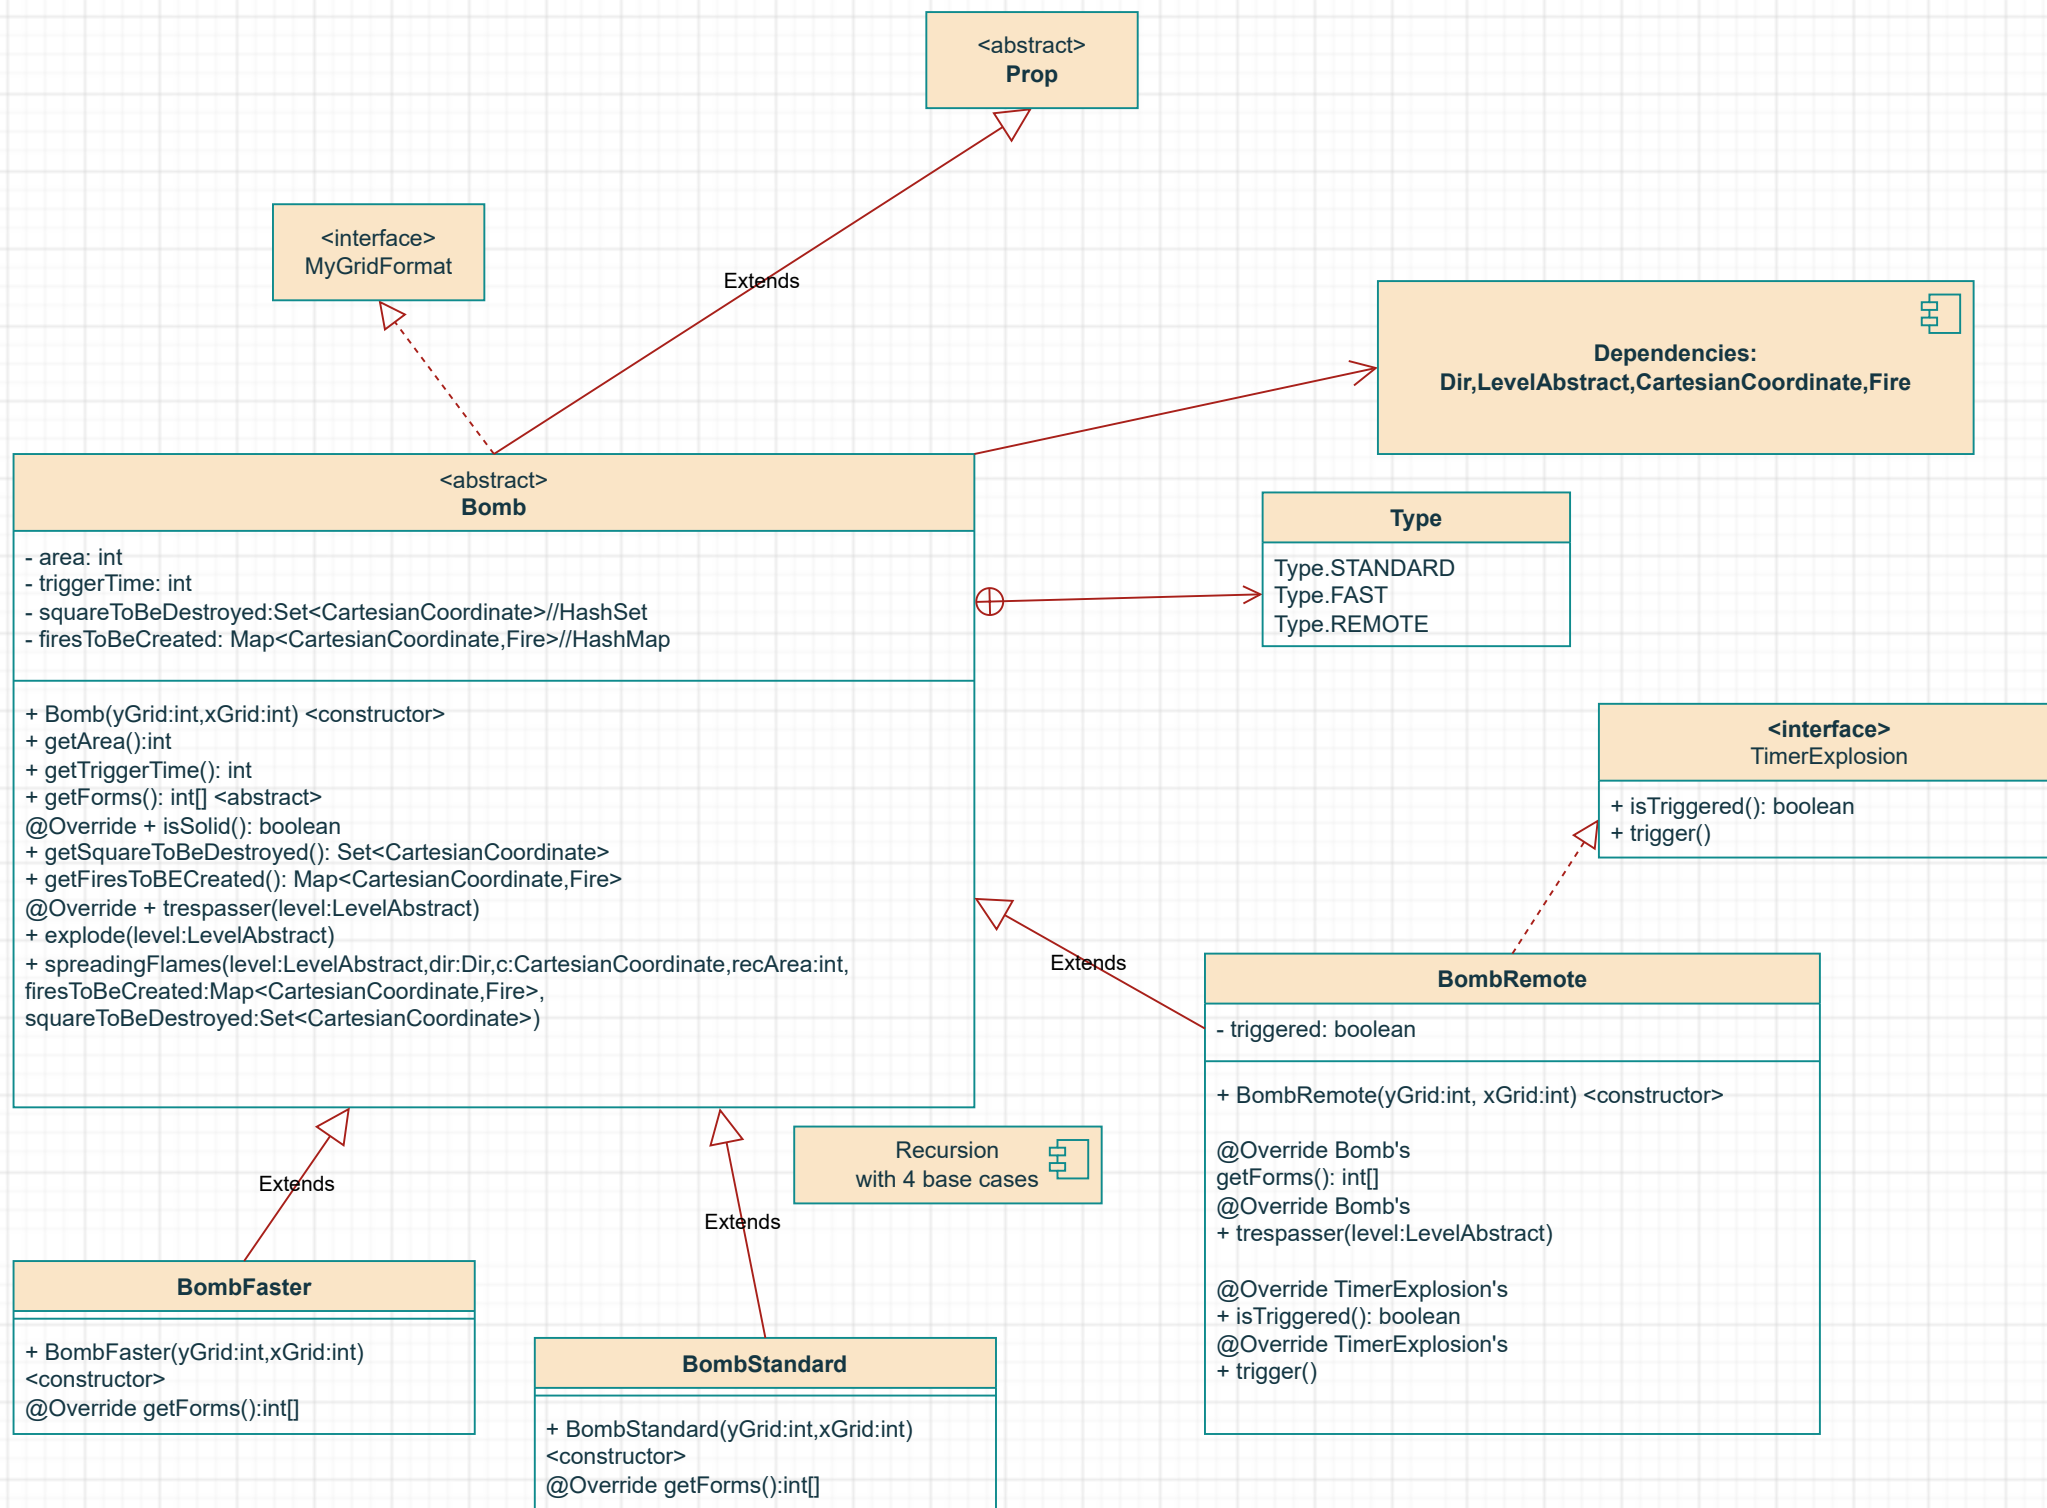 <abstract>
Prop
<interface>
MyGridFormat
Extends
Dependencies:
Dir,LevelAbstract,CartesianCoordinate,Fire
<abstract>
Bomb
- area: int
- triggerTime: int
- squareToBeDestroyed:Set<CartesianCoordinate>//HashSet
- firesToBeCreated: Map<CartesianCoordinate,Fire>//HashMap
+ Bomb(yGrid:int,xGrid:int) <constructor>
+ getArea():int
+ getTriggerTime(): int
+ getForms(): int[] <abstract>
@Override + isSolid(): boolean
+ getSquareToBeDestroyed(): Set<CartesianCoordinate>
+ getFiresToBECreated(): Map<CartesianCoordinate,Fire>
@Override + trespasser(level:LevelAbstract)
+ explode(level:LevelAbstract)
+ spreadingFlames(level:LevelAbstract,dir:Dir,c:CartesianCoordinate,recArea:int,
firesToBeCreated:Map<CartesianCoordinate,Fire>,
squareToBeDestroyed:Set<CartesianCoordinate>)
Type
Type.STANDARD
Type.FAST
Type.REMOTE
<interface>
TimerExplosion
+ isTriggered(): boolean
+ trigger()
Extends
BombRemote
- triggered: boolean
+ BombRemote(yGrid:int, xGrid:int) <constructor>
@Override Bomb's
getForms(): int[]
@Override Bomb's
+ trespasser(level:LevelAbstract)
@Override TimerExplosion's
+ isTriggered(): boolean
@Override TimerExplosion's
+ trigger()
Recursion
with 4 base cases
Extends
Extends
BombFaster
+ BombFaster(yGrid:int,xGrid:int)
<constructor>
@Override getForms():int[]
BombStandard
+ BombStandard(yGrid:int,xGrid:int)
<constructor>
@Override getForms():int[]